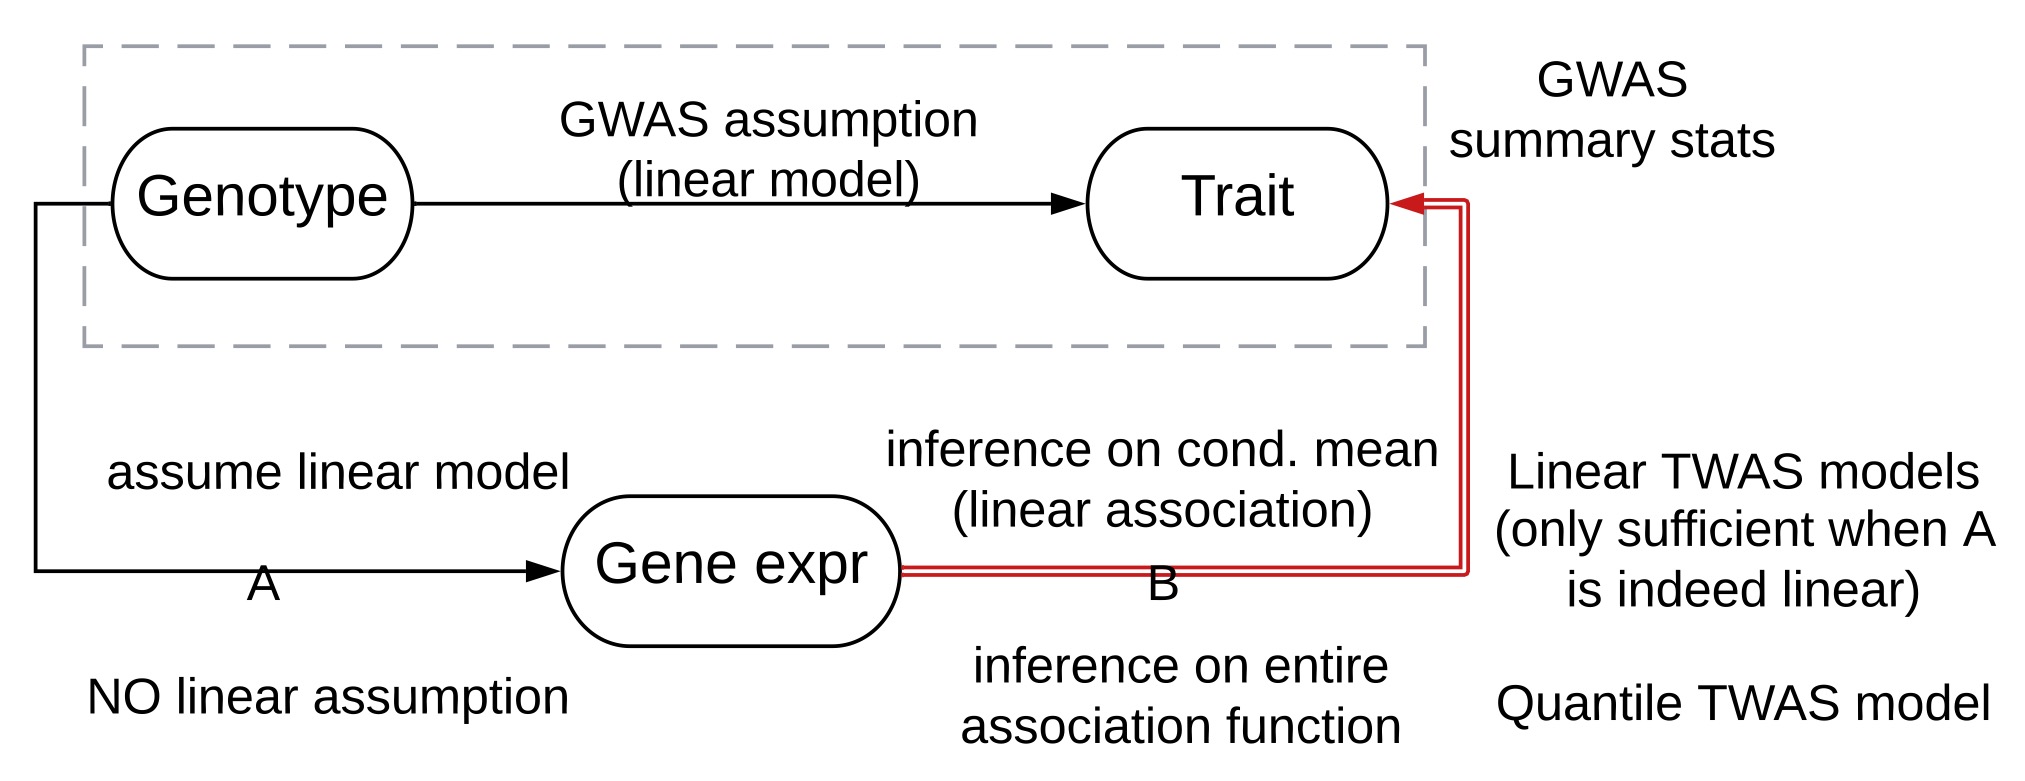 GWAS
summary stats
GWAS assumption
(linear model)
Genotype
Trait
assume linear model
inference on cond. mean
(linear association)
Linear TWAS models
(only sufficient when A
is indeed linear)
Gene expr
A
B
NO linear assumption
inference on entire
association function
Quantile TWAS model